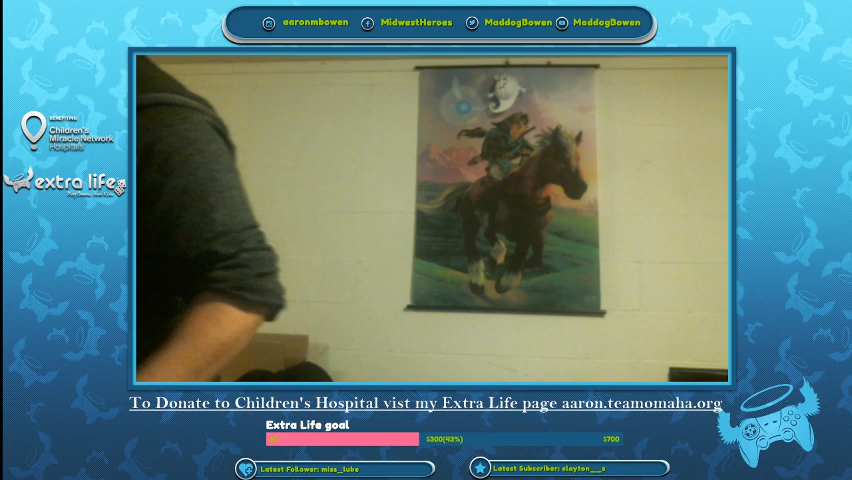 aaronmbowen
MidwestHeroes
MaddogBowen
MaddogBowen
BENEFITING
Children's
Miracle Network
Hospitals
extra life
To Donate to Children's Hospital vist my Extra Life page aaron.teamomaha.org
Extra Life goal
$300(43%)
$700
Latest Follower: miss_lube
Latest Subscriber: slayton__s